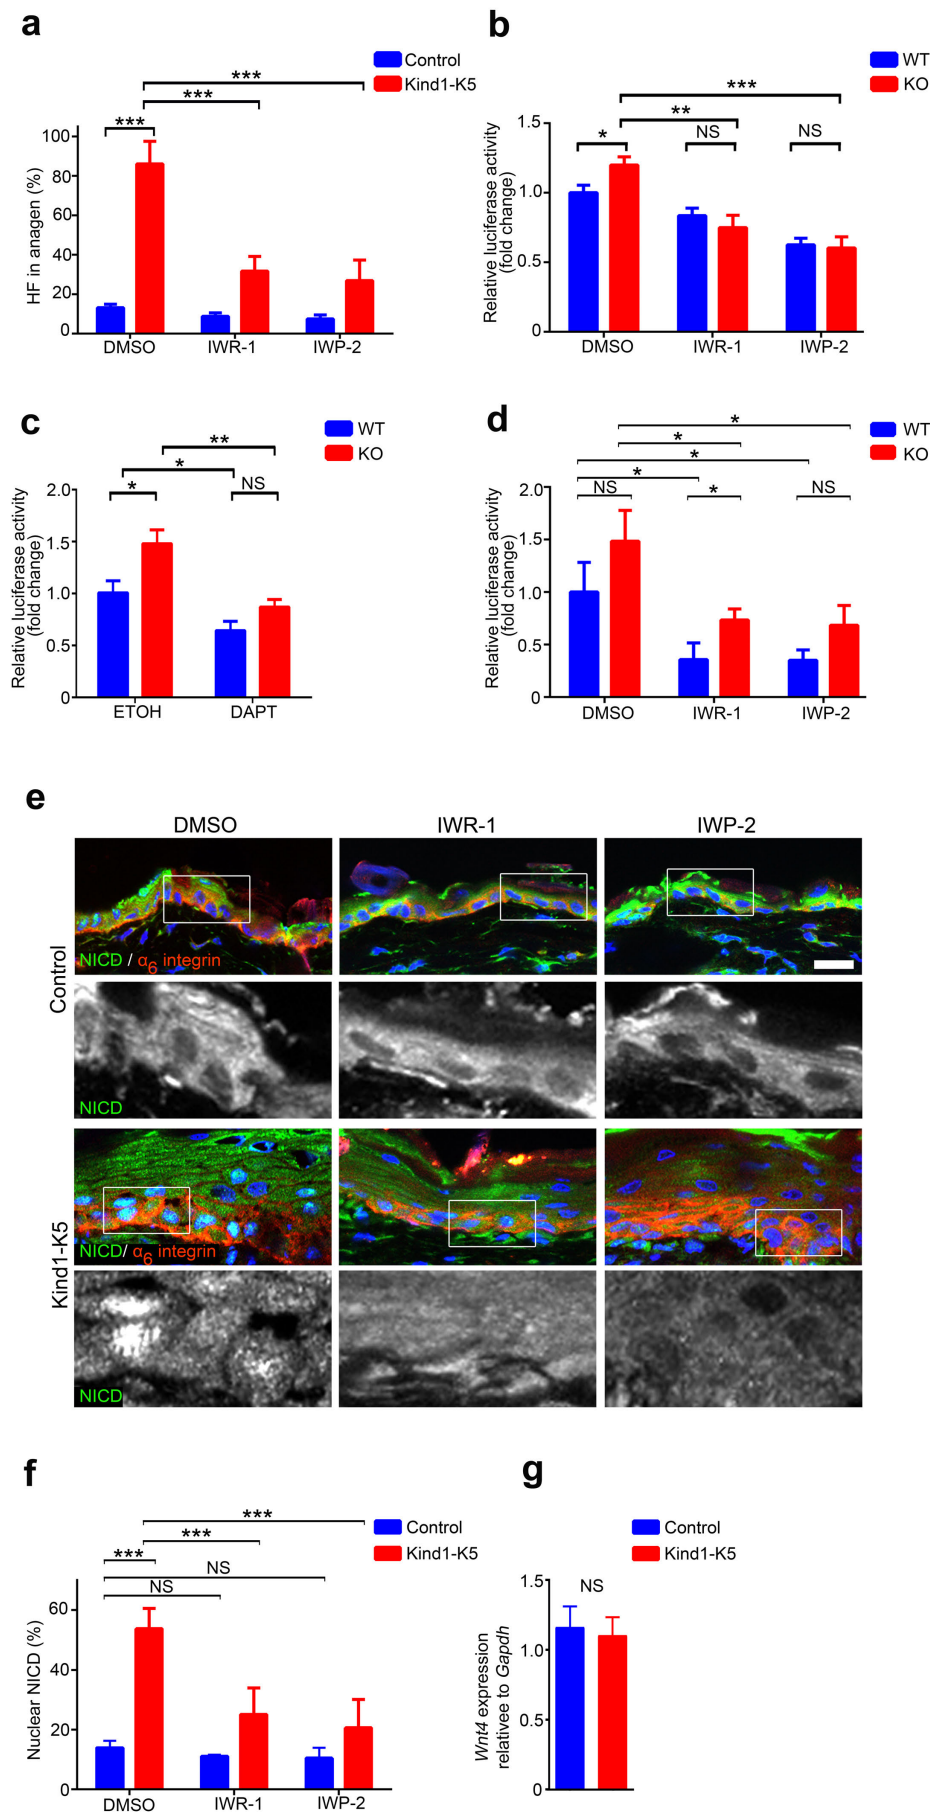 a
Control
Kind1-K5
***
***
***
HF in anagen (%)
100
80
60
40
20
0
DMSO IWR-1 IWP-2
b
WT
KO
***
**
* NS NS
Relative luciferase activity
(fold change)
1.5
1.0
0.5
0
DMSO IWR-1 IWP-2
c
WT
KO
**
*
* NS
Relative luciferase activity
(fold change)
2.0
1.5
1.0
0.5
0
ETOH DAPT
d
WT
KO
*
*
*
*
NS * NS
Relative luciferase activity
(fold change)
2.0
1.5
1.0
0.5
0
DMSO IWR-1 IWP-2
e
DMSO IWR-1 IWP-2
Control
NICD / α6 integrin
NICD
Kind1-K5
NICD/ α6 integrin
NICD
f
Control
Kind1-K5
***
***
***
NS
NS
Nuclear NICD (%)
60
40
20
0
DMSO IWR-1 IWP-2
g
Control
Kind1-K5
NS
Wnt4 expression
relativee to Gapdh
1.5
1.0
0.5
0